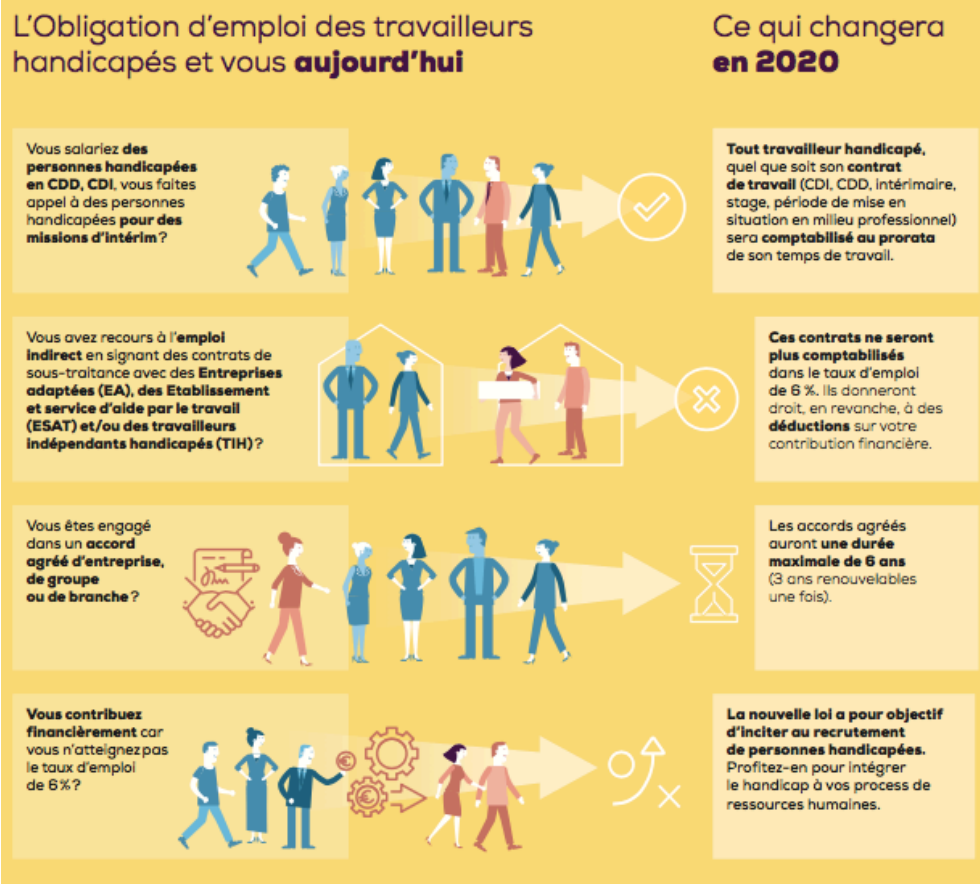 L'Obligation d'emploi des travailleurs
handicapés et vous aujourd'hui
Ce qui changera
en 2020
Vous salariez des
personnes handicapées
en CDD, CDI, vous faites
appel à des personnes
handicapées pour des
missions d'intérim ?
Tout travailleur handicapé,
quel que soit son contrat
de travail (CDI, CDD, intérimaire,
stage, période de mise en
situation en milieu professionnel)
sera comptabilisé au prorata
de son temps de travail.
Vous avez recours à l'emploi
indirect en signant des contrats de
sous-traitance avec des Entreprises
adaptées (EA), des Etablissement
et service d'aide par le travail
(ESAT) et/ou des travailleurs
indépendants handicapés (TIH) ?
Ces contrats ne seront
plus comptabilisés
dans le taux d'emploi
de 6 %. Ils donneront
droit, en revanche, à des
déductions sur votre
contribution financière.
Vous êtes engagé
dans un accord
agréé d'entreprise,
de groupe
ou de branche ?
Les accords agréés
auront une durée
maximale de 6 ans
(3 ans renouvelables
une fois).
Vous contribuez
financièrement car
vous n'atteignez pas
le taux d'emploi
de 6%?
€
€
La nouvelle loi a pour objectif
d'inciter au recrutement
de personnes handicapées.
Profitez-en pour intégrer
le handicap à vos process de
ressources humaines.